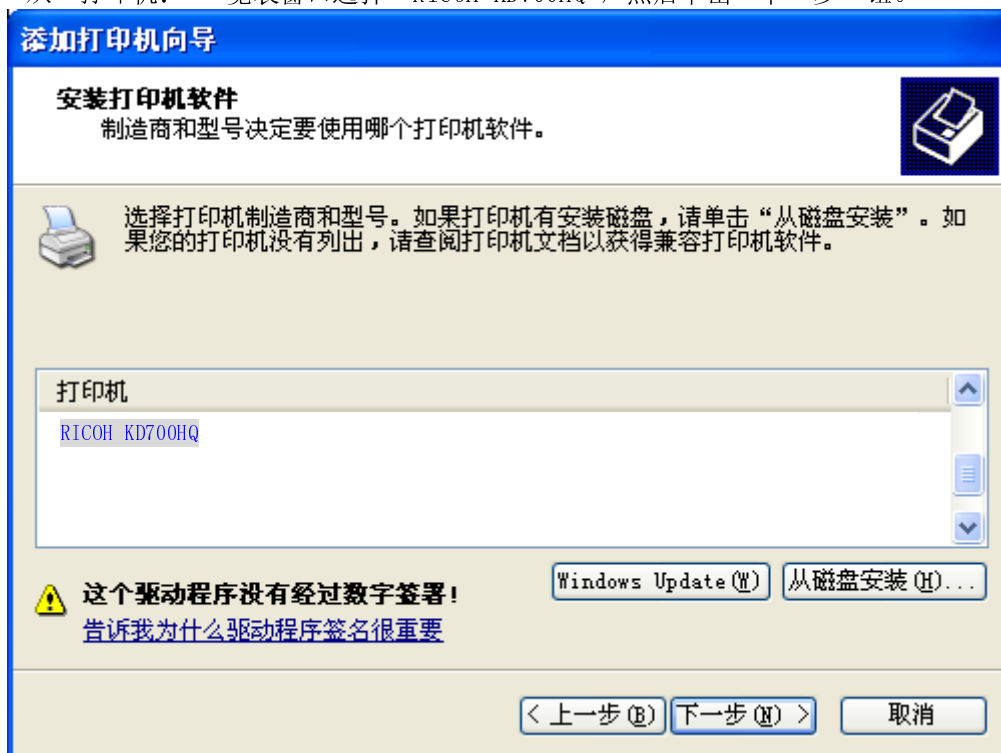 RICOH KD700HQ
添加打印机向导
安装打印机软件
制造商和型号决定要使用哪个打印机软件。
选择打印机制造商和型号。如果打印机有安装磁盘，请单击“从磁盘安装”。如
果您的打印机没有列出，请查阅打印机文档以获得兼容打印机软件。
打印机
RICOH KD700HQ
这个驱动程序没有经过数字签署!
Windows Update(W) 从磁盘安装(H)...
告诉我为什么驱动程序签名很重要
< 上一步(B) 下一步(N) > 取消